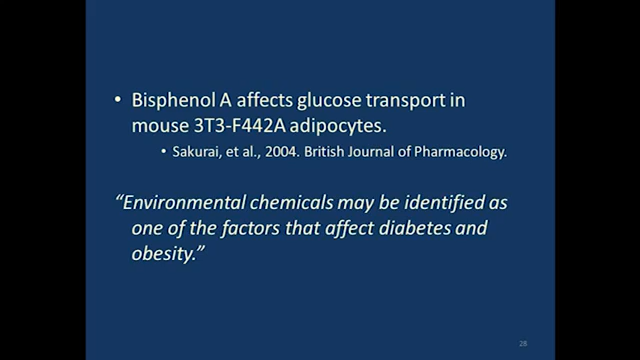 • Bisphenol A affects glucose transport in
mouse 3T3-F442A adipocytes.
• Sakurai, et al., 2004. British Journal of Pharmacology.
“Environmental chemicals may be identified as
one of the factors that affect diabetes and
obesity.”
28